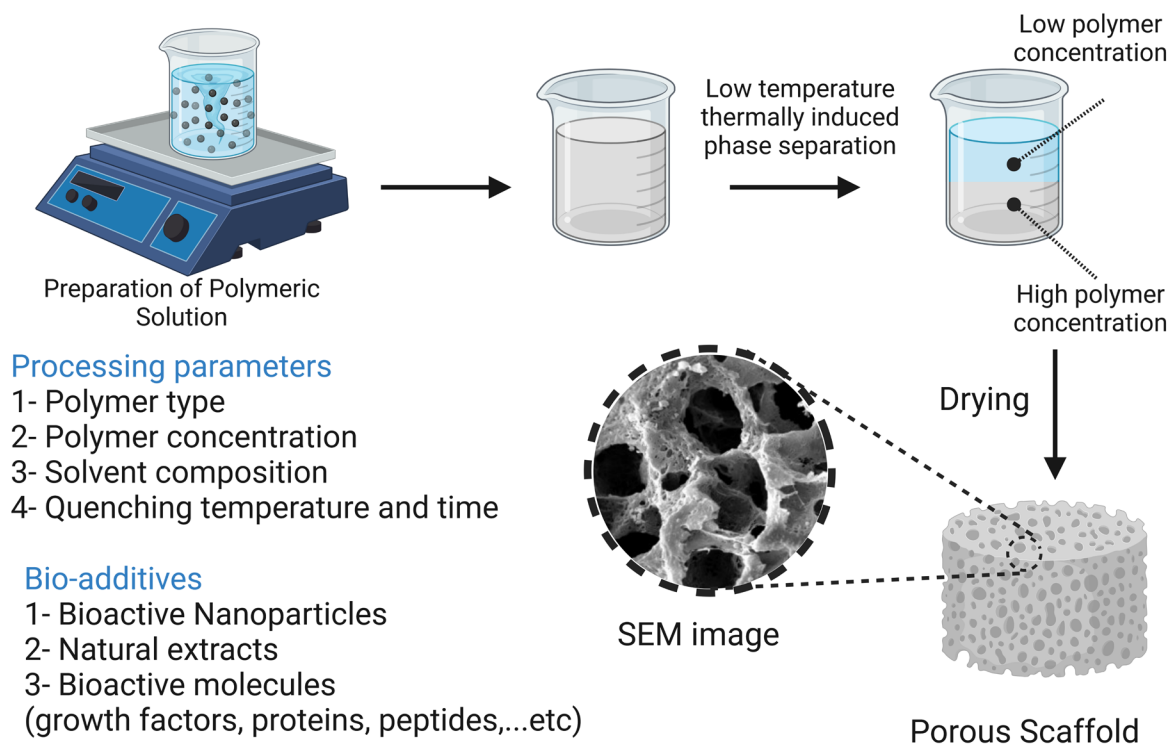 Low polymer
concentration
Low temperature
thermally induced
phase separation
Preparation of Polymeric
Solution
High polymer
concentration
Processing parameters
1- Polymer type
2- Polymer concentration
3- Solvent composition
4- Quenching temperature and time
Drying
Bio-additives
1- Bioactive Nanoparticles
2- Natural extracts
3- Bioactive molecules
(growth factors, proteins, peptides,...etc)
SEM image
Porous Scaffold